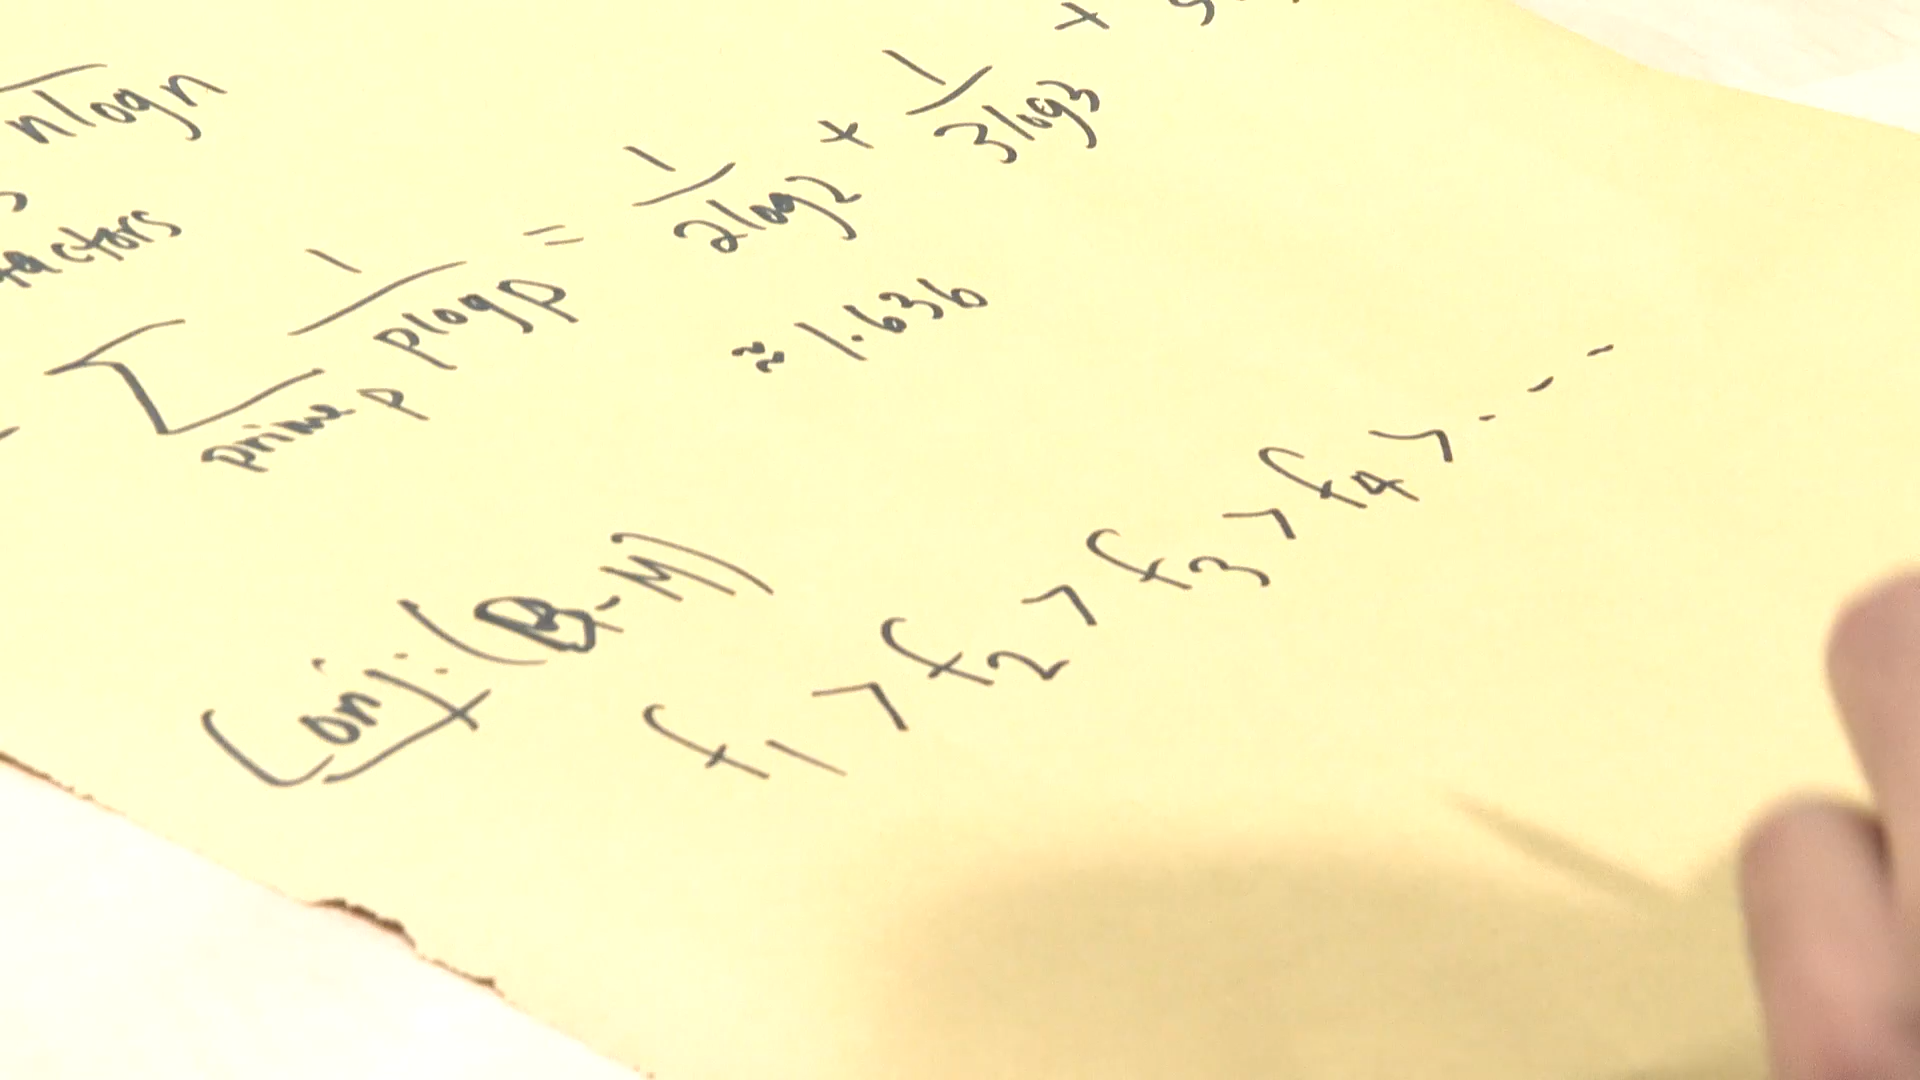 n log n
factors
∑ prime p 1/(p log p) = 1/(2 log 2) + 1/(3 log 3) +
≈ 1.636
Conj: (B-M)
f1 > f2 > f3 > f4 > ---